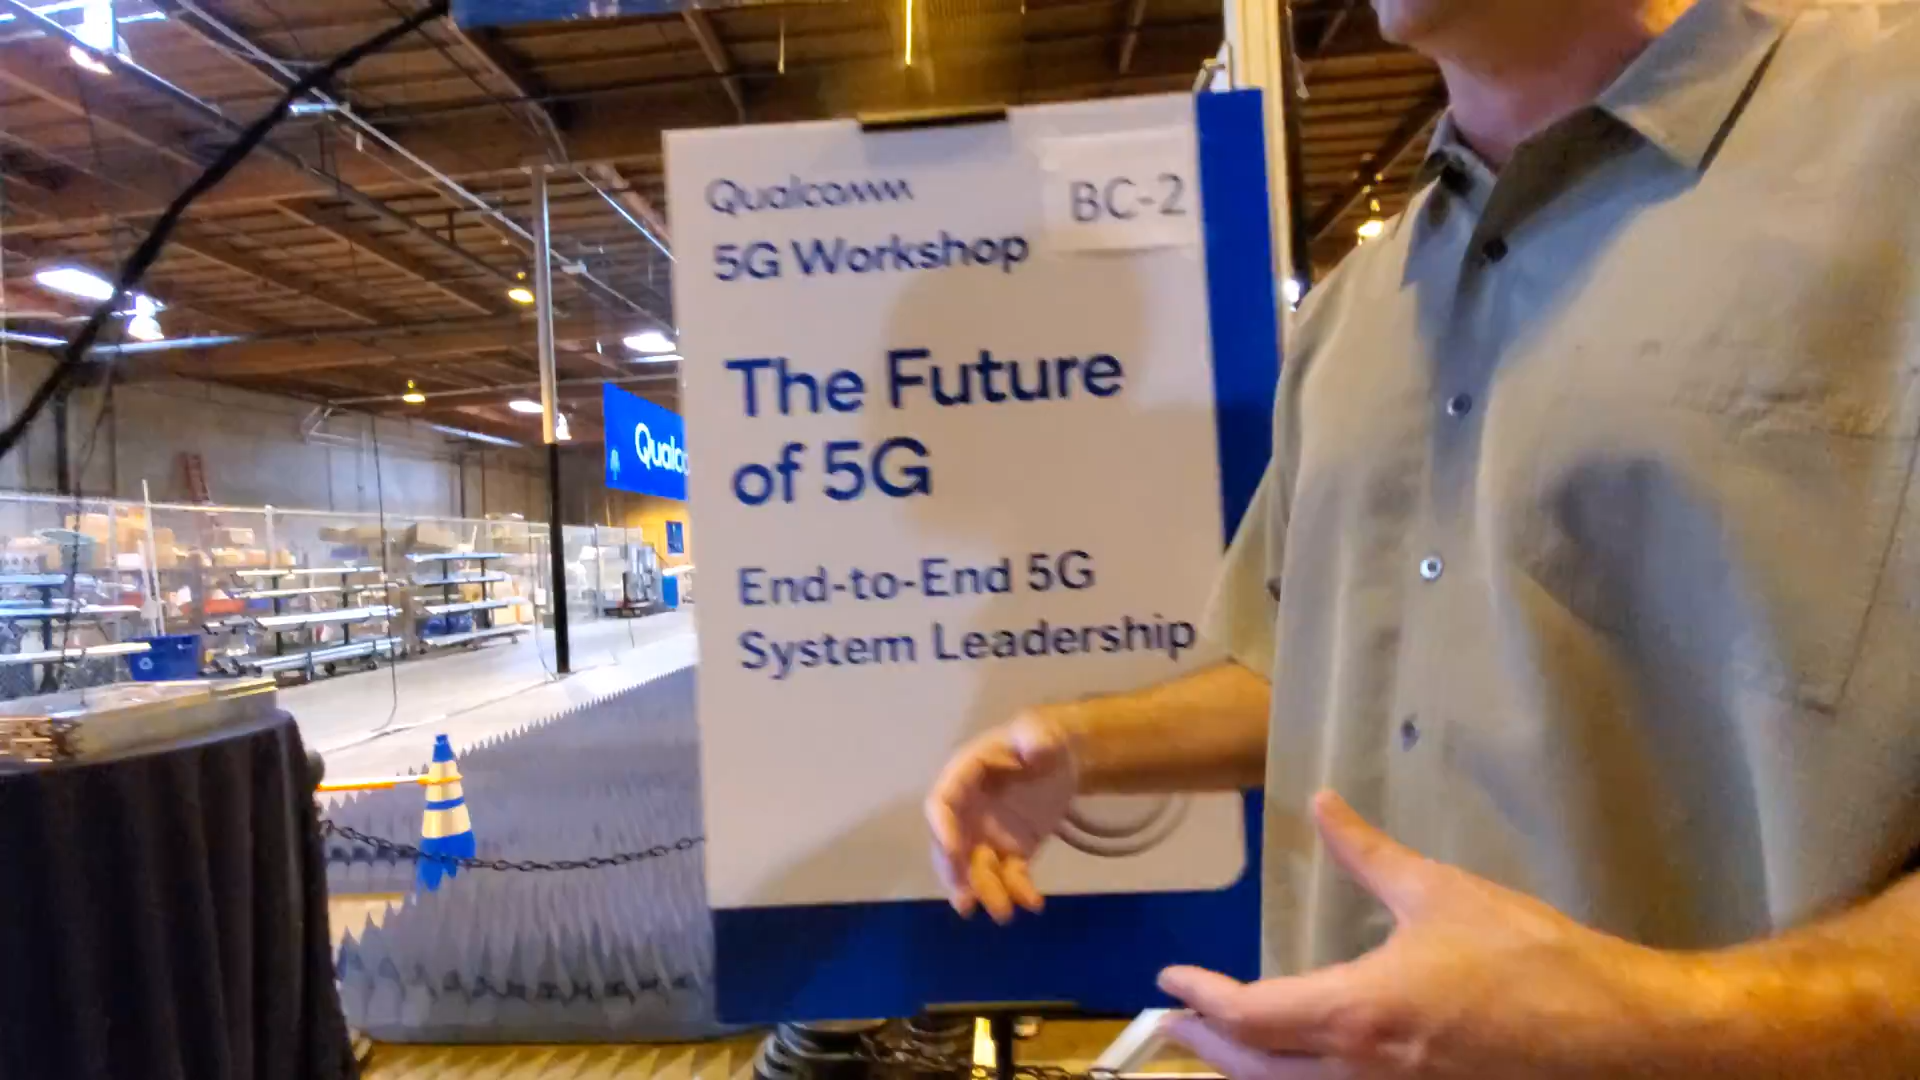 Qualcomm
BC-2
5G Workshop
The Future
of 5G
End-to-End 5G
System Leadership